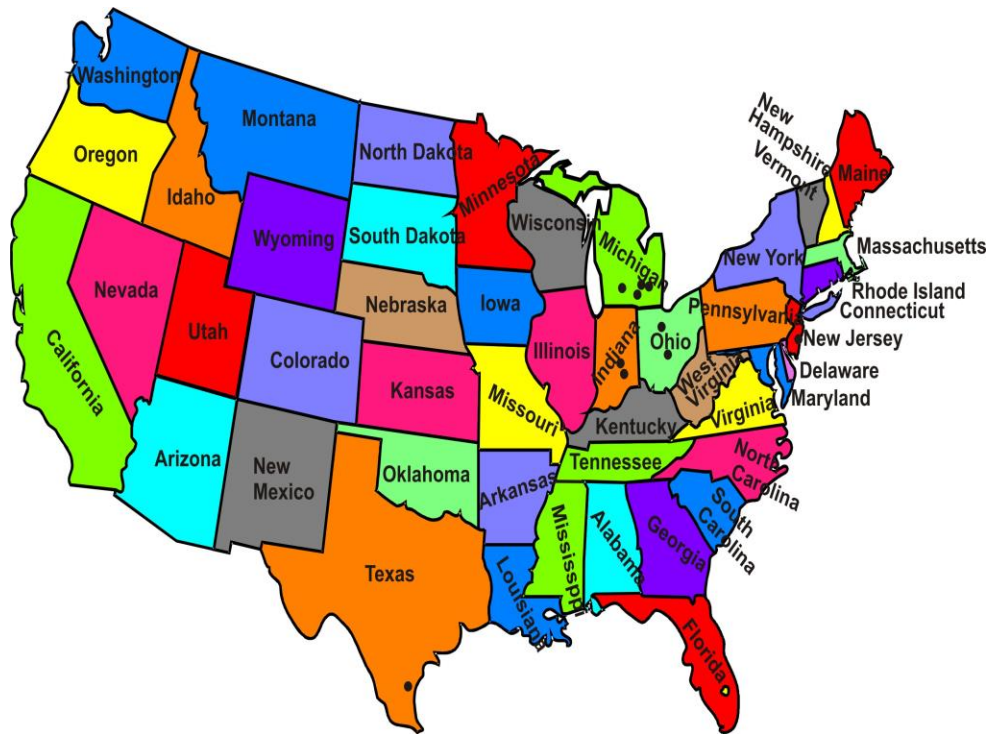 Washington
Montana
North Dakota
Minnesota
Oregon
Idaho
Wyoming
South Dakota
Wisconsin
Michigan
New
Hampshire
Vermont
Maine
New York
Massachusetts
Rhode Island
Connecticut
Nevada
Utah
Colorado
Nebraska
Iowa
Illinois
Indiana
Ohio
Pennsylvania
New Jersey
Delaware
Maryland
California
Kansas
Missouri
Kentucky
West
Virginia
Virginia
Arizona
New
Mexico
Oklahoma
Arkansas
Tennessee
North
Carolina
South
Carolina
Texas
Louisiana
Mississppi
Alabama
Georgia
Florida